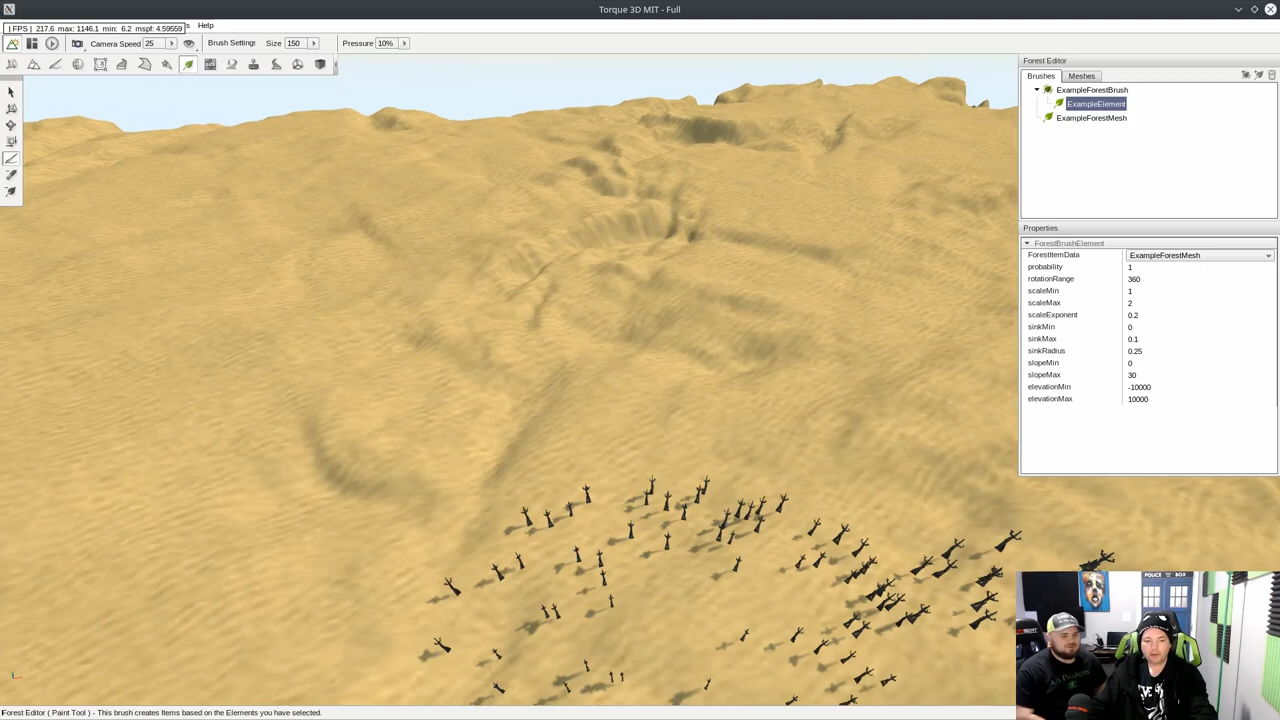 Torque 3D MIT - Full
| FPS | 217.6 max: 1146.1 min: 6.2 mspf: 4.59559
Help
Camera Speed 25
Brush Settings
Size 150
Pressure: 10%
Forest Editor
Brushes
Meshes
ExampleForestBrush
ExampleElement
ExampleForestMesh
Properties
ForestBrushElement
ForestItemData ExampleForestMesh
probability 1
rotationRange 360
scaleMin 1
scaleMax 2
scaleExponent 0.2
sinkMin 0
sinkMax 0.1
sinkRadius 0.25
slopeMin 0
slopeMax 30
elevationMin -10000
elevationMax 10000
POLICE BOX
Forest Editor ( Paint Tool ) - This brush creates Items based on the Elements you have selected.